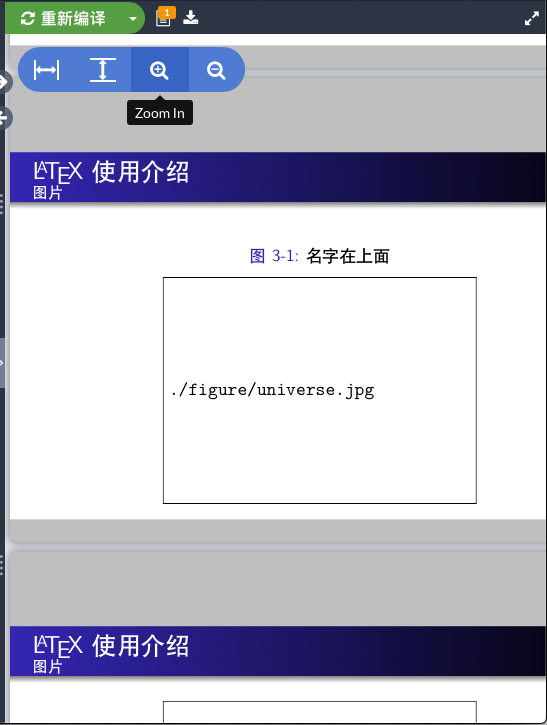 重新编译
1
Zoom In
LATEX 使用介绍
图片
图 3-1: 名字在上面
./figure/universe.jpg
LATEX 使用介绍
图片